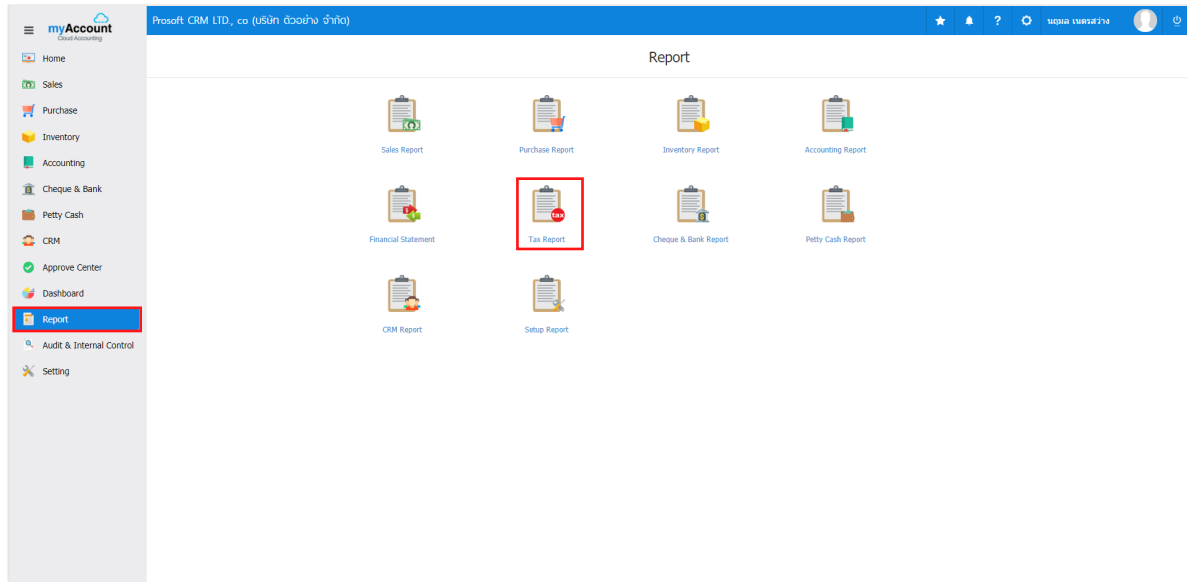 myAccount
Cloud Accounting
Prosoft CRM LTD., co (บริษัท ตัวอย่าง จำกัด)
?
นฤมล เนตรสว่าง
Home
Sales
Purchase
Inventory
Accounting
Cheque & Bank
Petty Cash
CRM
Approve Center
Dashboard
Report
Audit & Internal Control
Setting
Report
Sales Report
Purchase Report
Inventory Report
Accounting Report
Financial Statement
tax
Tax Report
Cheque & Bank Report
Petty Cash Report
CRM Report
Setup Report